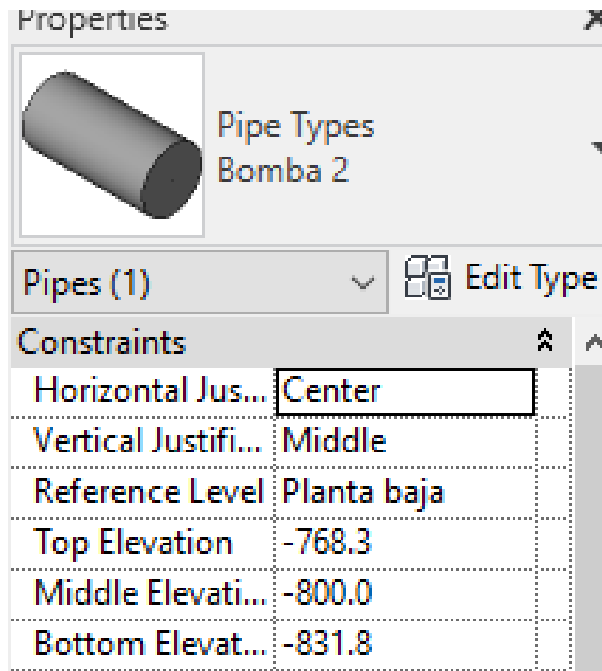 Properties
Pipe Types
Bomba 2
Pipes (1)
Edit Type
Constraints
Horizontal Jus... Center
Vertical Justifi... Middle
Reference Level Planta baja
Top Elevation -768.3
Middle Elevati... -800.0
Bottom Elevat... -831.8